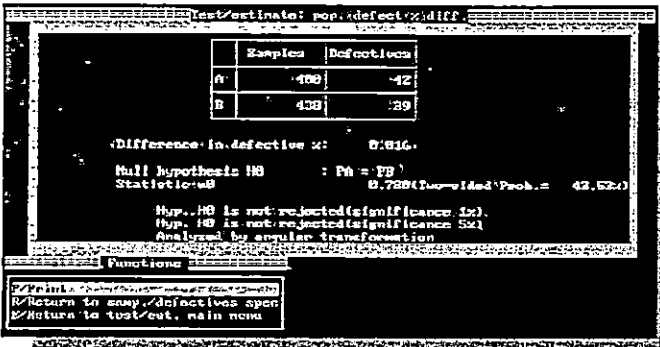 Test/estimate: pop. defect(%)diff.
Samples Defectives
A 400 42
B 438 39
Difference in defective %: 0.016
Null hypothesis H0 : PA = PB
Statistic u0 0.780(Two-sided Prob.= 43.53%)
Hyp. H0 is not rejected(significance 1%).
Hyp. H0 is not rejected(significance 5%)
Analyzed by angular transformation
Functions
P/Print
R/Return to samp./defectives spec
E/Return to test/est. main menu